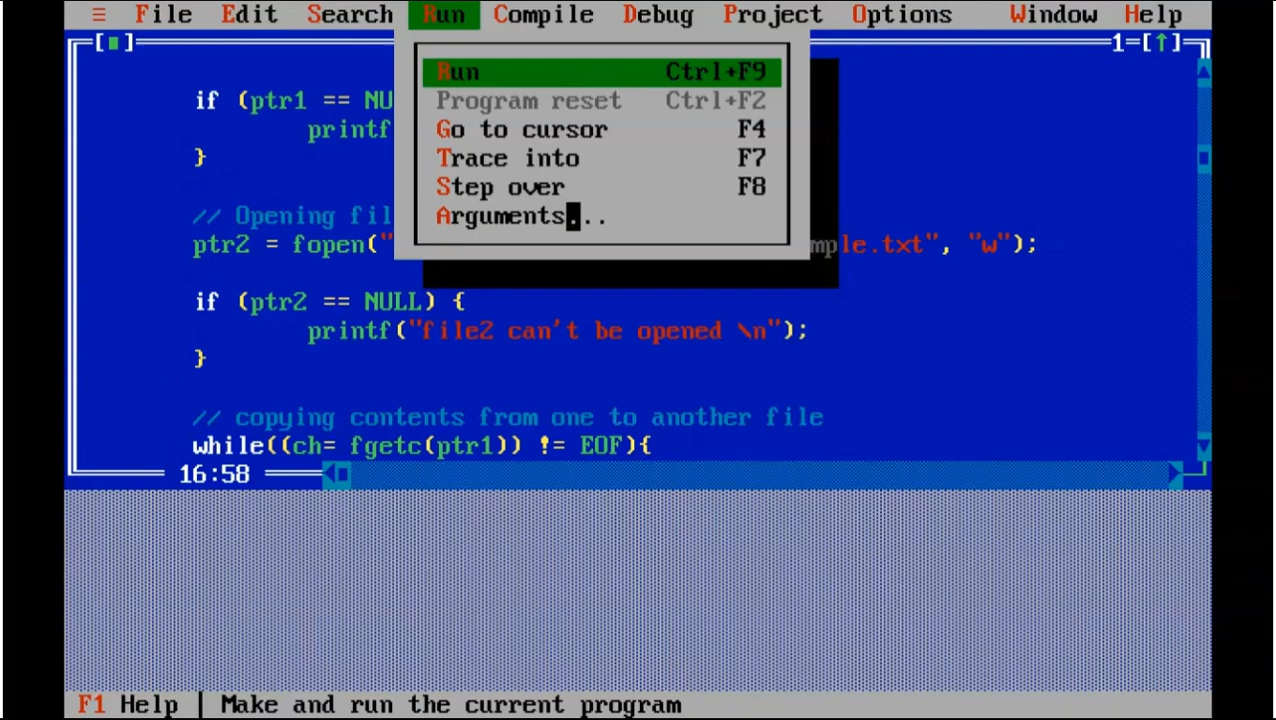 ≡ File Edit Search Run Compile Debug Project Options Window Help
[■] 1=[↑]
Run Ctrl+F9
Program reset Ctrl+F2
Go to cursor F4
Trace into F7
Step over F8
Arguments...
if (ptr1 == NU
printf
}
// Opening fil
ptr2 = fopen(" mple.txt", "w");
if (ptr2 == NULL) {
printf("file2 can't be opened \n");
}
// copying contents from one to another file
while((ch= fgetc(ptr1)) != EOF){
16:58
F1 Help | Make and run the current program